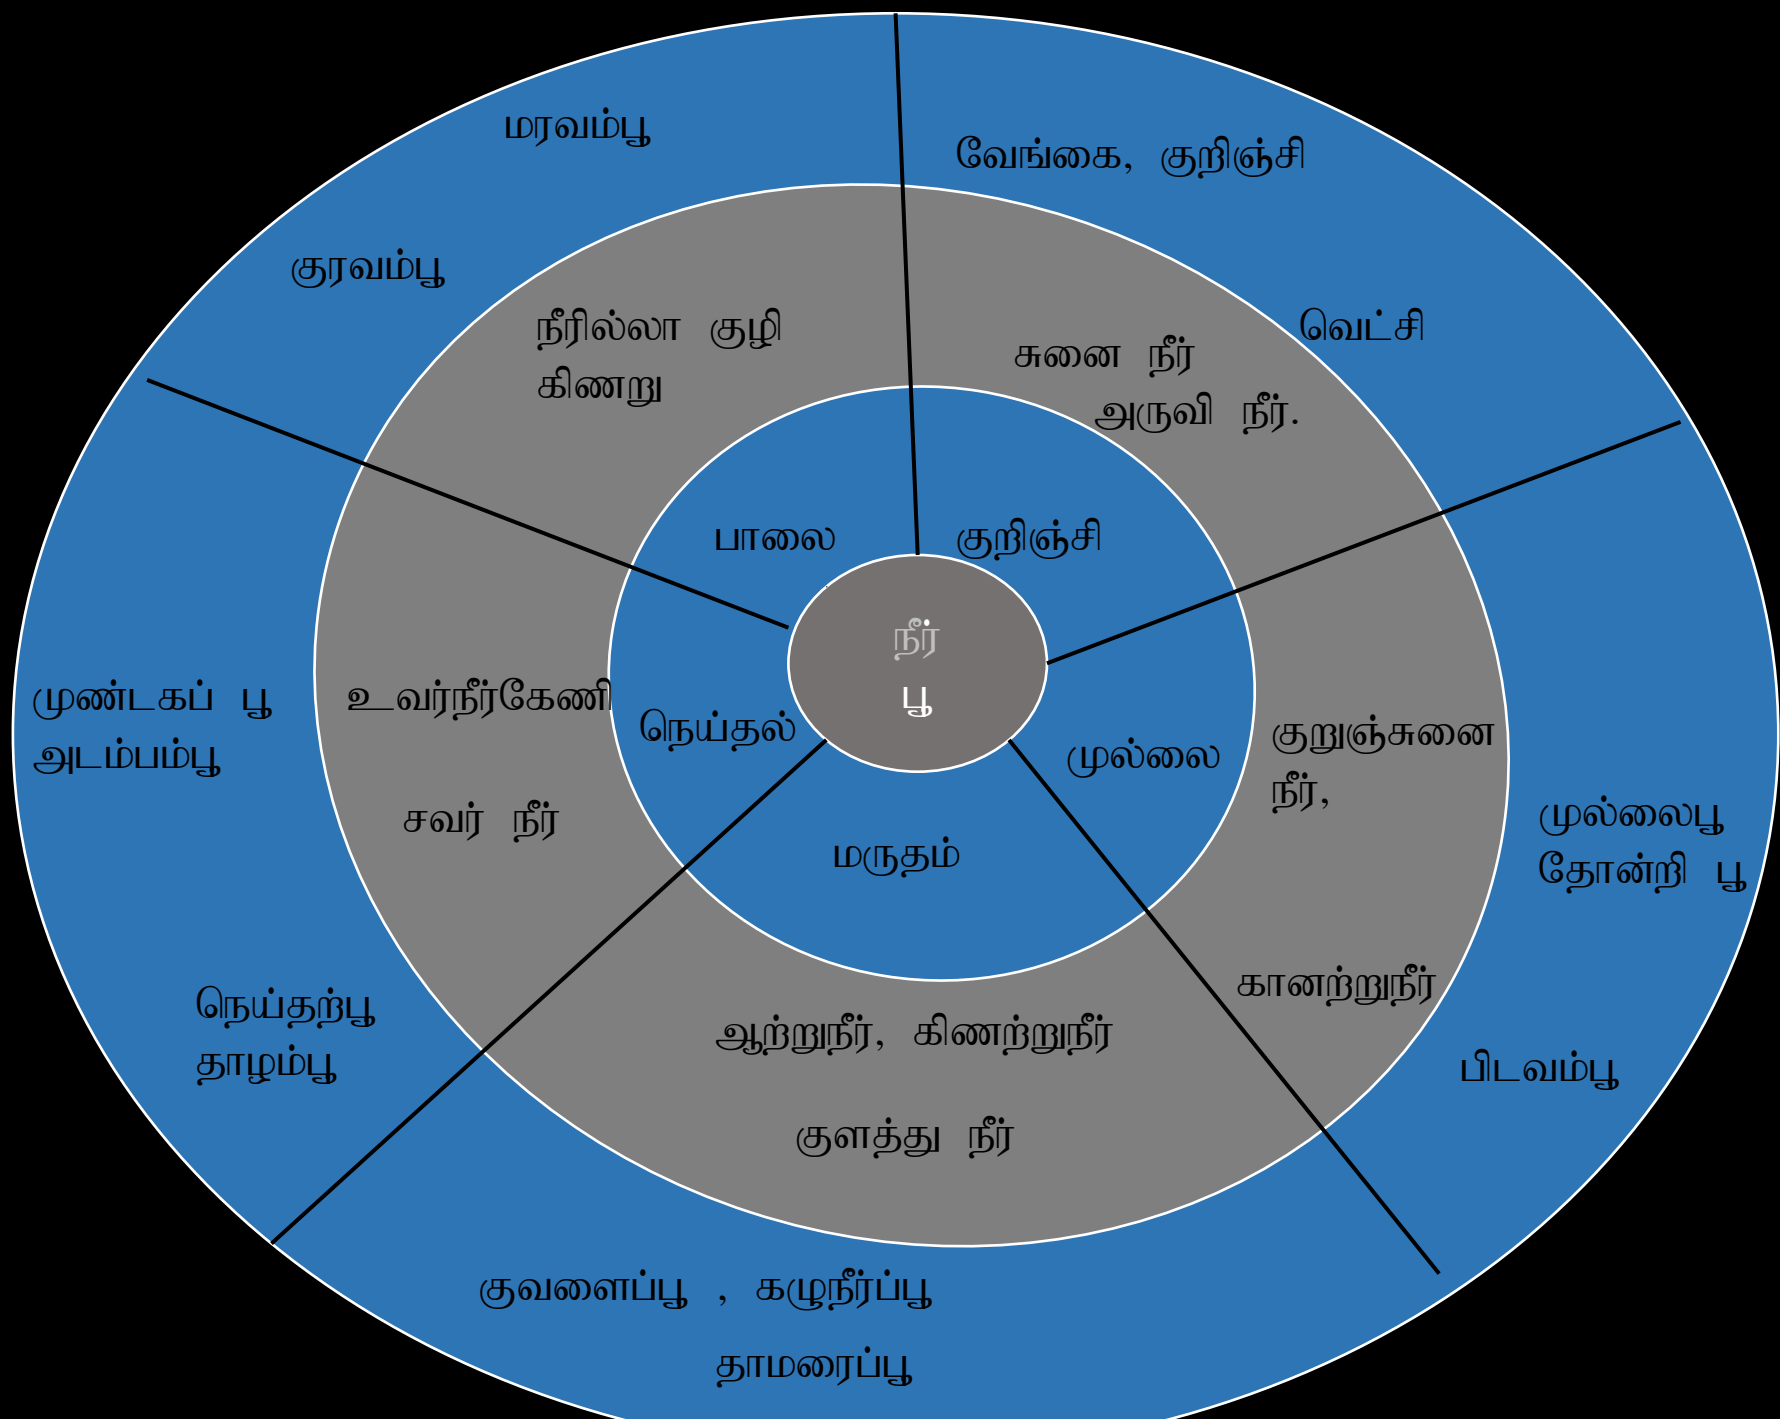 மரவம்பூ
வேங்கை, குறிஞ்சி
குரவம்பூ
நீரில்லா குழி
கிணறு
சுனை நீர்
அருவி நீர்.
வெட்சி
பாலை
குறிஞ்சி
நீர்
பூ
முண்டகப் பூ
அடம்பம்பூ
உவர்நீர்கேணி
சவர் நீர்
நெய்தல்
முல்லை
குறுஞ்சுனை
நீர்,
மருதம்
முல்லைபூ
தோன்றி பூ
கானற்றுநீர்
பிடவம்பூ
நெய்தற்பூ
தாழம்பூ
ஆற்றுநீர், கிணற்றுநீர்
குளத்து நீர்
குவளைப்பூ , கழுநீர்ப்பூ
தாமரைப்பூ